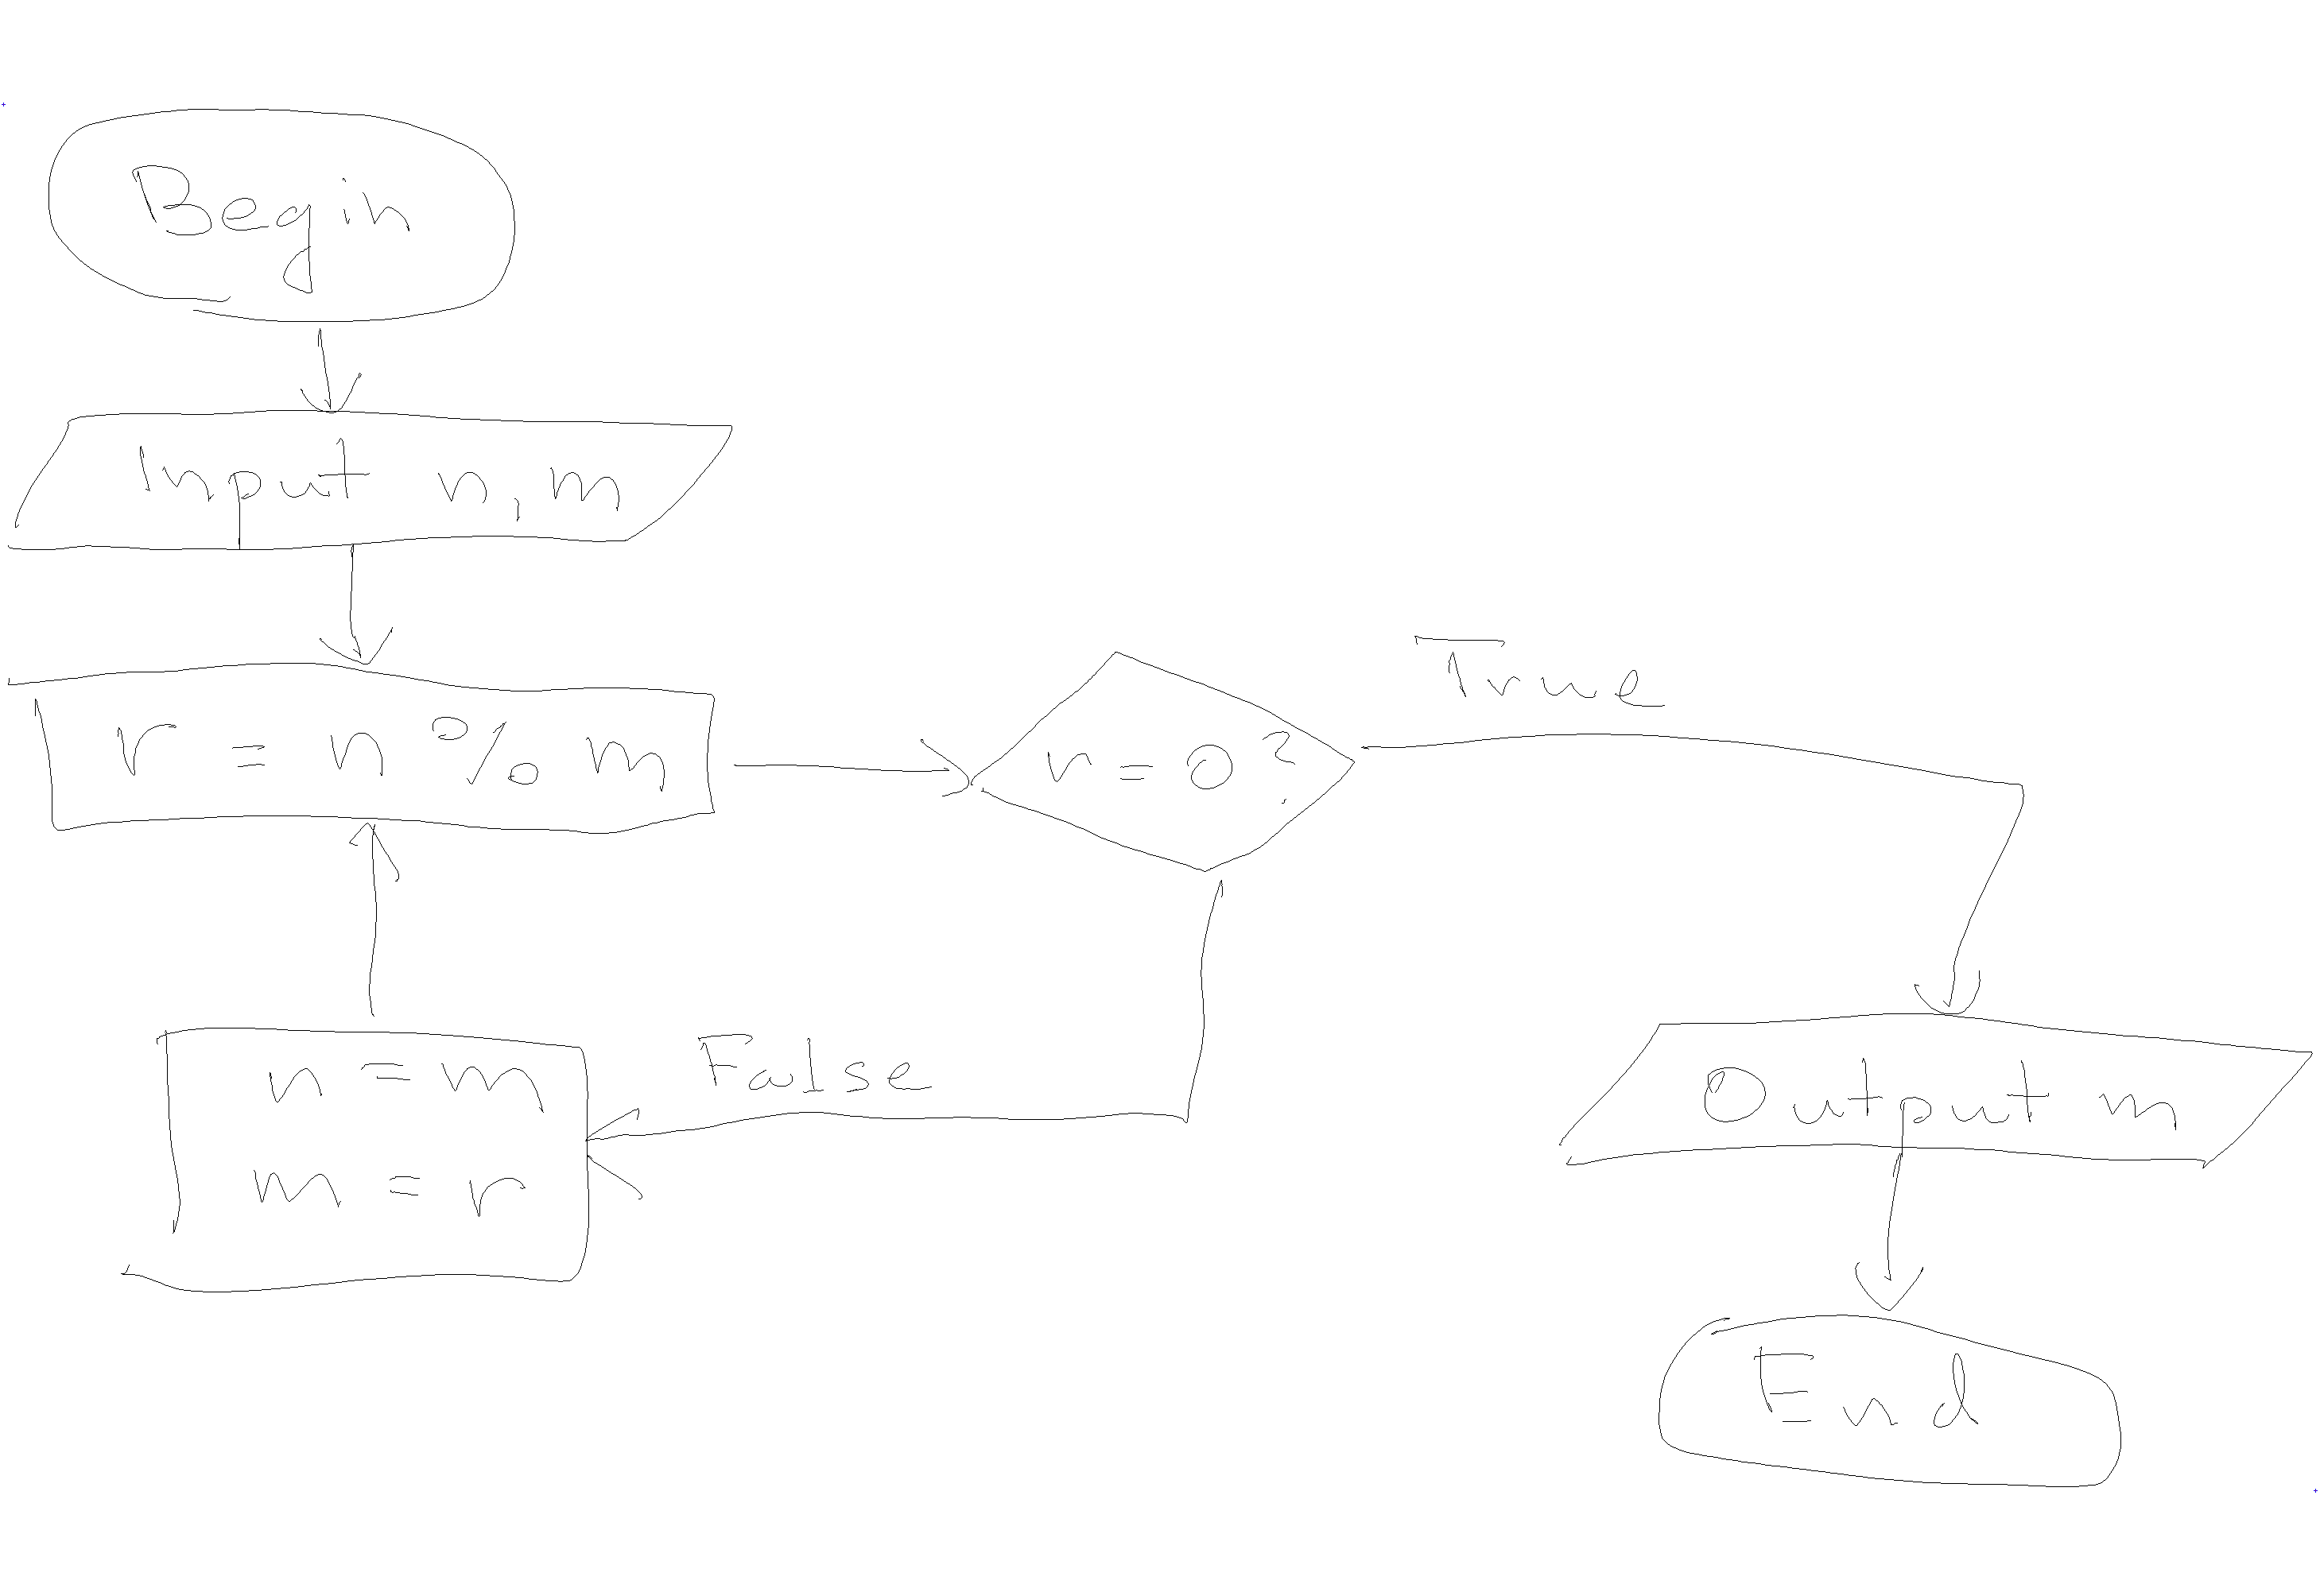 Begin
Input n, m
r = n % m
r = 0 ?
True
False
n = m
m = r
Output m
End